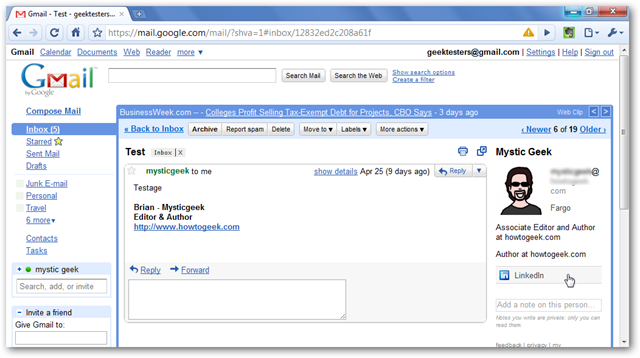 Gmail - Test - geektesters...
https://mail.google.com/mail/?shva=1#inbox/12832ed2c208a61f
Gmail Calendar Documents Web Reader more ▼
geektesters@gmail.com | Settings | Help | Sign out
Gmail
by Google
Search Mail
Search the Web
Show search options
Create a filter
Compose Mail
Inbox (5)
Starred
Sent Mail
Drafts
Junk E-mail
Personal
Travel
6 more▼
Contacts
Tasks
mystic geek
Search, add, or invite
Invite a friend
Give Gmail to:
BusinessWeek.com -- - Colleges Profit Selling Tax-Exempt Debt for Projects, CBO Says - 3 days ago
Web Clip < >
« Back to Inbox Archive Report spam Delete Move to ▼ Labels ▼ More actions ▼
‹ Newer 6 of 19 Older ›
Test Inbox | X
mysticgeek to me
show details Apr 25 (9 days ago)
Reply
Testage
Brian - Mysticgeek
Editor & Author
http://www.howtogeek.com
Reply
Forward
Mystic Geek
@
com
Fargo
Associate Editor and Author
at howtogeek.com
Author at howtogeek.com
LinkedIn
Add a note on this person...
Notes you write are private: only you can
read them
feedback | privacy | my